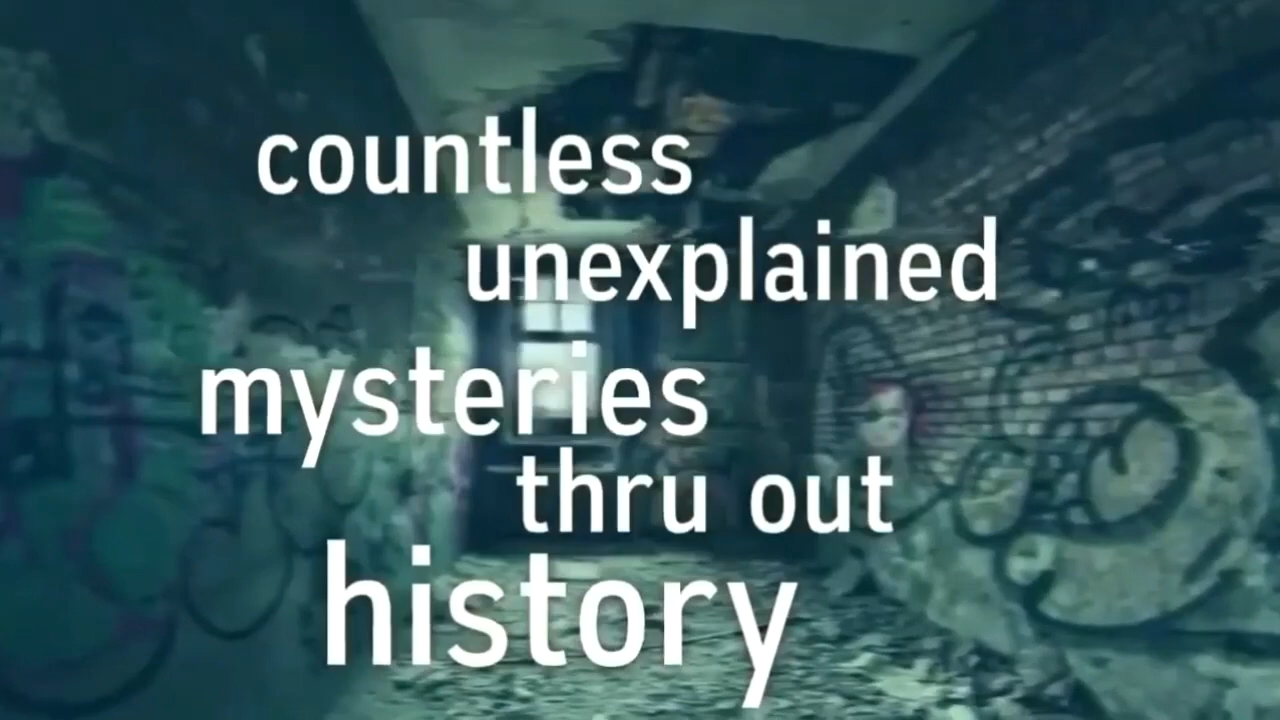 countless
unexplained
mysteries
thru out
history